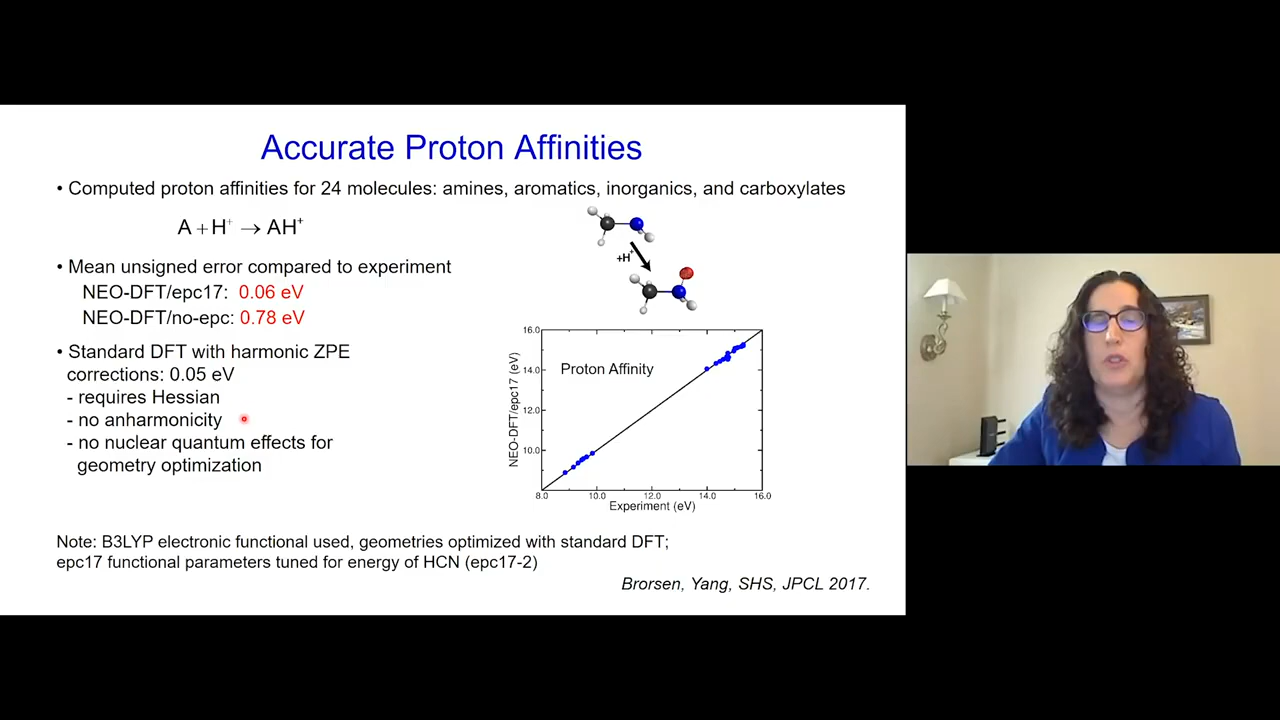 Accurate Proton Affinities
• Computed proton affinities for 24 molecules: amines, aromatics, inorganics, and carboxylates
A + H⁺ → AH⁺
+H⁺
• Mean unsigned error compared to experiment
NEO-DFT/epc17: 0.06 eV
NEO-DFT/no-epc: 0.78 eV
• Standard DFT with harmonic ZPE
corrections: 0.05 eV
- requires Hessian
- no anharmonicity
- no nuclear quantum effects for
geometry optimization
Proton Affinity
NEO-DFT/epc17 (eV)
16.0
14.0
12.0
10.0
8.0 10.0 12.0 14.0 16.0
Experiment (eV)
Note: B3LYP electronic functional used, geometries optimized with standard DFT;
epc17 functional parameters tuned for energy of HCN (epc17-2)
Brorsen, Yang, SHS, JPCL 2017.